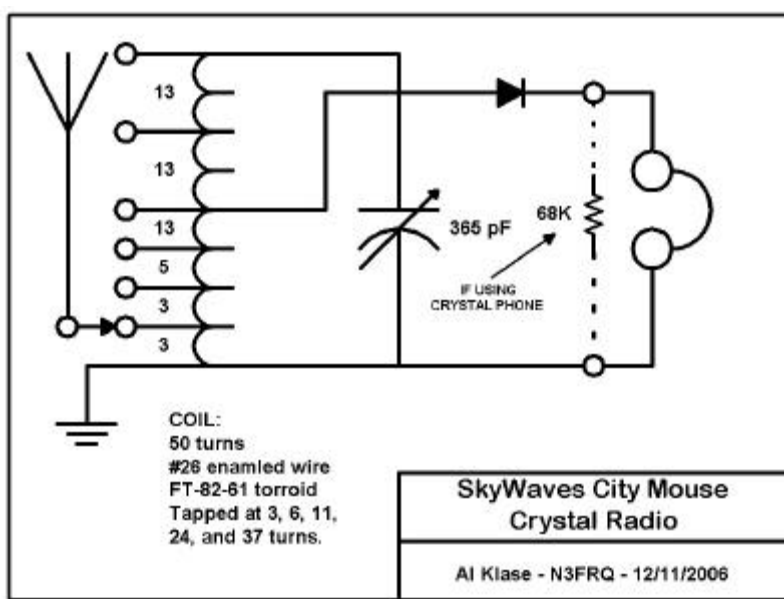 13
13
13
5
3
3
365 pF
68K
IF USING
CRYSTAL PHONE
COIL:
50 turns
#26 enamled wire
FT-82-61 torroid
Tapped at 3, 6, 11,
24, and 37 turns.
SkyWaves City Mouse
Crystal Radio
Al Klase - N3FRQ - 12/11/2006